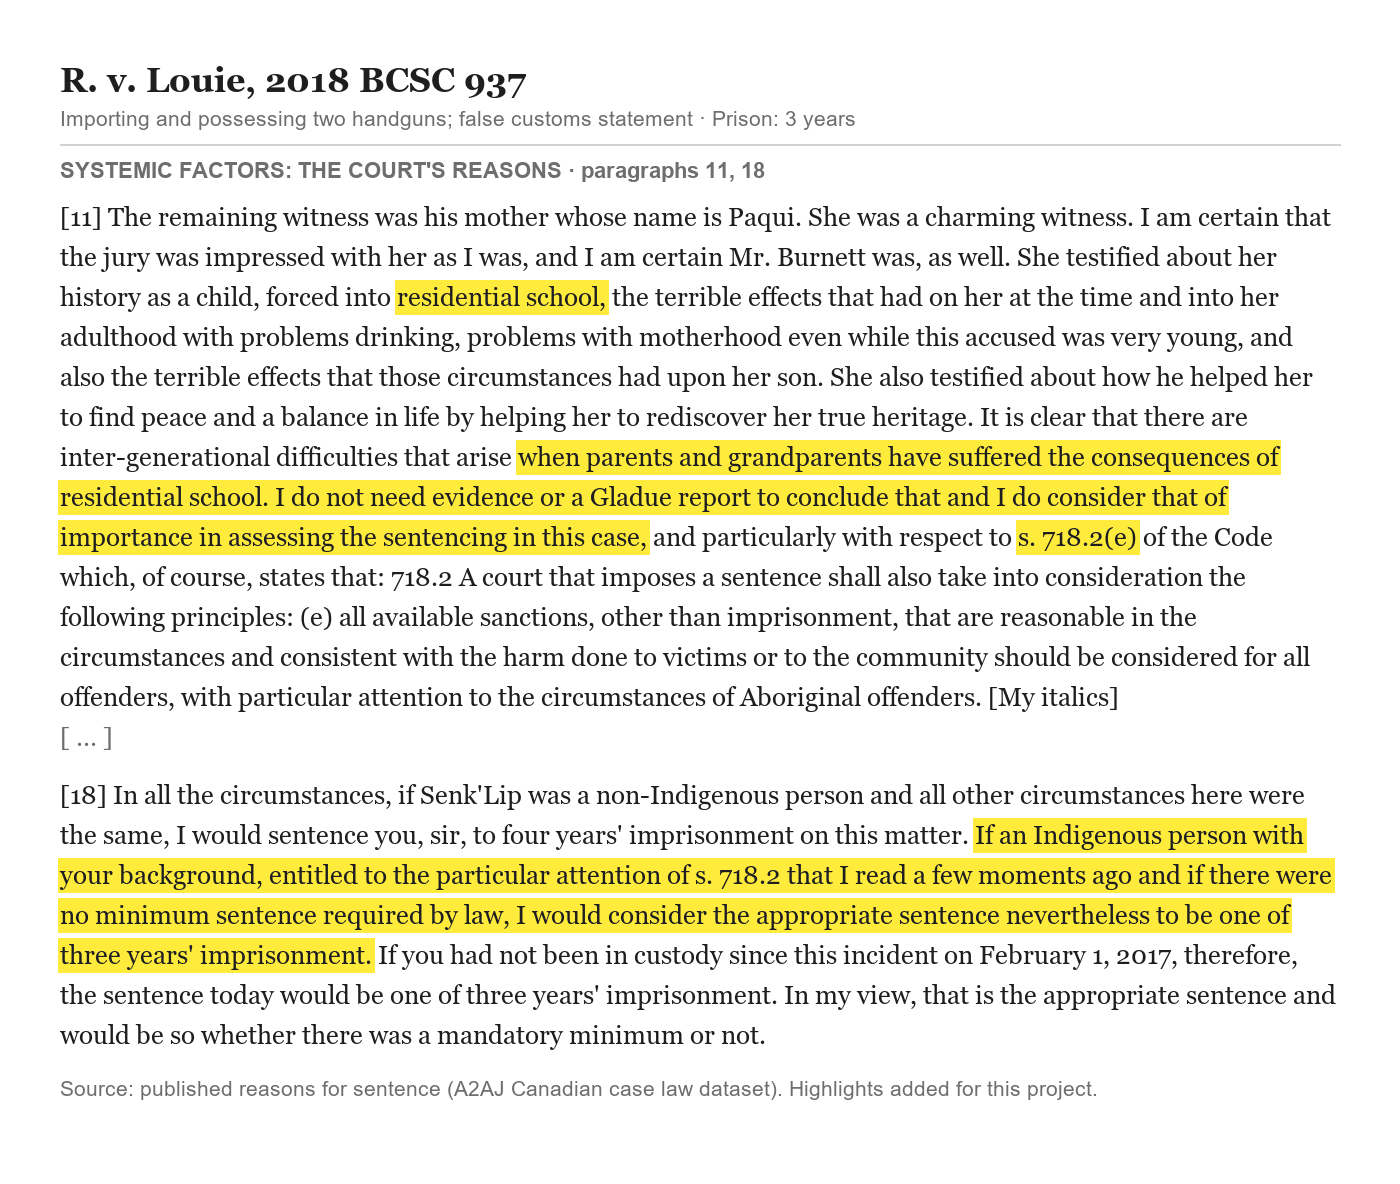 R. v. Louie, 2018 BCSC 937
Importing and possessing two handguns; false customs statement · Prison: 3 years
SYSTEMIC FACTORS: THE COURT'S REASONS · paragraphs 11, 18
[11] The remaining witness was his mother whose name is Paqui. She was a charming witness. I am certain that
the jury was impressed with her as I was, and I am certain Mr. Burnett was, as well. She testified about her
history as a child, forced into residential school, the terrible effects that had on her at the time and into her
adulthood with problems drinking, problems with motherhood even while this accused was very young, and
also the terrible effects that those circumstances had upon her son. She also testified about how he helped her
to find peace and a balance in life by helping her to rediscover her true heritage. It is clear that there are
inter-generational difficulties that arise when parents and grandparents have suffered the consequences of
residential school. I do not need evidence or a Gladue report to conclude that and I do consider that of
importance in assessing the sentencing in this case, and particularly with respect to s. 718.2(e) of the Code
which, of course, states that: 718.2 A court that imposes a sentence shall also take into consideration the
following principles: (e) all available sanctions, other than imprisonment, that are reasonable in the
circumstances and consistent with the harm done to victims or to the community should be considered for all
offenders, with particular attention to the circumstances of Aboriginal offenders. [My italics]
[ ... ]
[18] In all the circumstances, if Senk'Lip was a non-Indigenous person and all other circumstances here were
the same, I would sentence you, sir, to four years' imprisonment on this matter. If an Indigenous person with
your background, entitled to the particular attention of s. 718.2 that I read a few moments ago and if there were
no minimum sentence required by law, I would consider the appropriate sentence nevertheless to be one of
three years' imprisonment. If you had not been in custody since this incident on February 1, 2017, therefore,
the sentence today would be one of three years' imprisonment. In my view, that is the appropriate sentence and
would be so whether there was a mandatory minimum or not.
Source: published reasons for sentence (A2AJ Canadian case law dataset). Highlights added for this project.